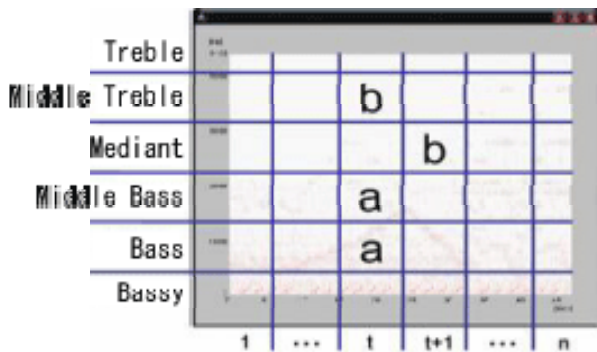 Treble
Middle Treble b
Mediant b
Middle Bass a
Bass a
Bassy
1 ... t t+1 ... n